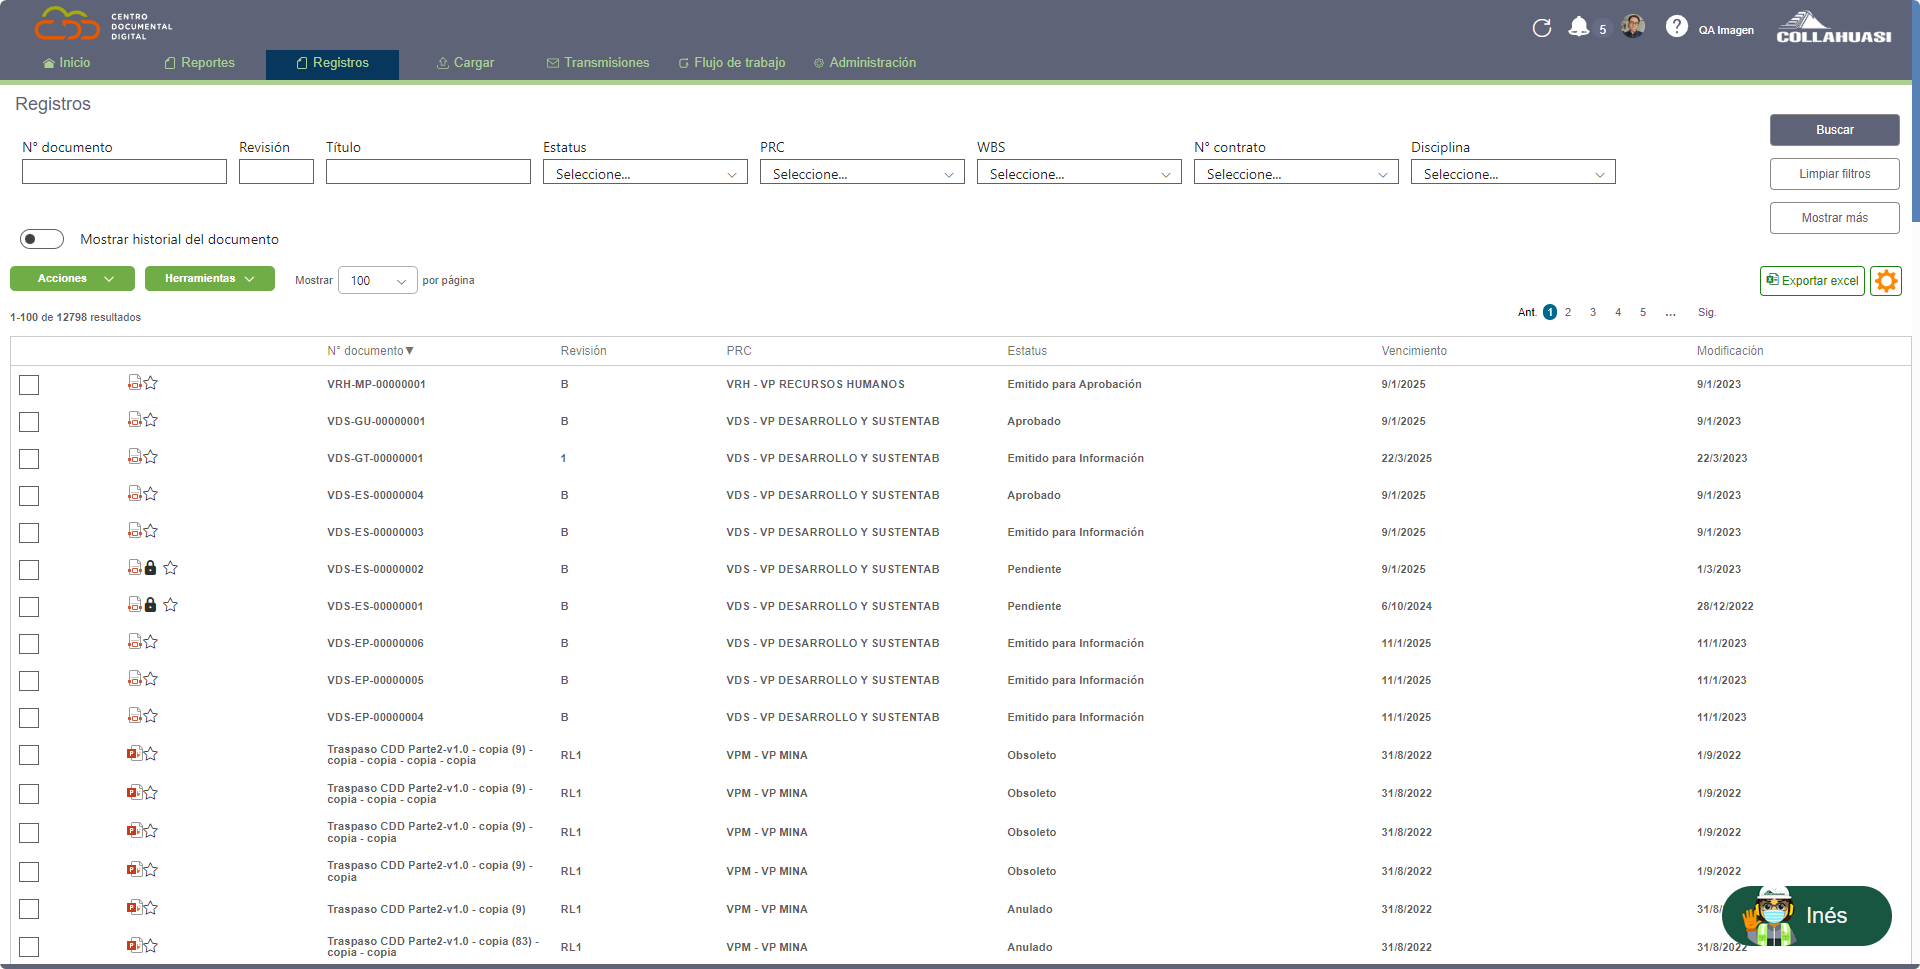 CENTRO
DOCUMENTAL
DIGITAL
5
QA Imagen
COLLAHUASI
Inicio
Reportes
Registros
Cargar
Transmisiones
Flujo de trabajo
Administración
Registros
N° documento
Revisión
Título
Estatus
PRC
WBS
N° contrato
Disciplina
Seleccione...
Seleccione...
Seleccione...
Seleccione...
Seleccione...
Buscar
Limpiar filtros
Mostrar más
Mostrar historial del documento
Acciones
Herramientas
Mostrar 100 por página
Exportar excel
1-100 de 12798 resultados
Ant. 1 2 3 4 5 ... Sig.
N° documento▼ Revisión PRC Estatus Vencimiento Modificación
VRH-MP-00000001 B VRH - VP RECURSOS HUMANOS Emitido para Aprobación 9/1/2025 9/1/2023
VDS-GU-00000001 B VDS - VP DESARROLLO Y SUSTENTAB Aprobado 9/1/2025 9/1/2023
VDS-GT-00000001 1 VDS - VP DESARROLLO Y SUSTENTAB Emitido para Información 22/3/2025 22/3/2023
VDS-ES-00000004 B VDS - VP DESARROLLO Y SUSTENTAB Aprobado 9/1/2025 9/1/2023
VDS-ES-00000003 B VDS - VP DESARROLLO Y SUSTENTAB Emitido para Información 9/1/2025 9/1/2023
VDS-ES-00000002 B VDS - VP DESARROLLO Y SUSTENTAB Pendiente 9/1/2025 1/3/2023
VDS-ES-00000001 B VDS - VP DESARROLLO Y SUSTENTAB Pendiente 6/10/2024 28/12/2022
VDS-EP-00000006 B VDS - VP DESARROLLO Y SUSTENTAB Emitido para Información 11/1/2025 11/1/2023
VDS-EP-00000005 B VDS - VP DESARROLLO Y SUSTENTAB Emitido para Información 11/1/2025 11/1/2023
VDS-EP-00000004 B VDS - VP DESARROLLO Y SUSTENTAB Emitido para Información 11/1/2025 11/1/2023
Traspaso CDD Parte2-v1.0 - copia (9) -
copia - copia - copia - copia
RL1 VPM - VP MINA Obsoleto 31/8/2022 1/9/2022
Traspaso CDD Parte2-v1.0 - copia (9) -
copia - copia - copia
RL1 VPM - VP MINA Obsoleto 31/8/2022 1/9/2022
Traspaso CDD Parte2-v1.0 - copia (9) -
copia - copia
RL1 VPM - VP MINA Obsoleto 31/8/2022 1/9/2022
Traspaso CDD Parte2-v1.0 - copia (9) -
copia
RL1 VPM - VP MINA Obsoleto 31/8/2022 1/9/2022
Traspaso CDD Parte2-v1.0 - copia (9) RL1 VPM - VP MINA Anulado 31/8/2022 31/8/
Traspaso CDD Parte2-v1.0 - copia (83) -
copia
RL1 VPM - VP MINA Anulado 31/8/2022 31/8/2022
Inés